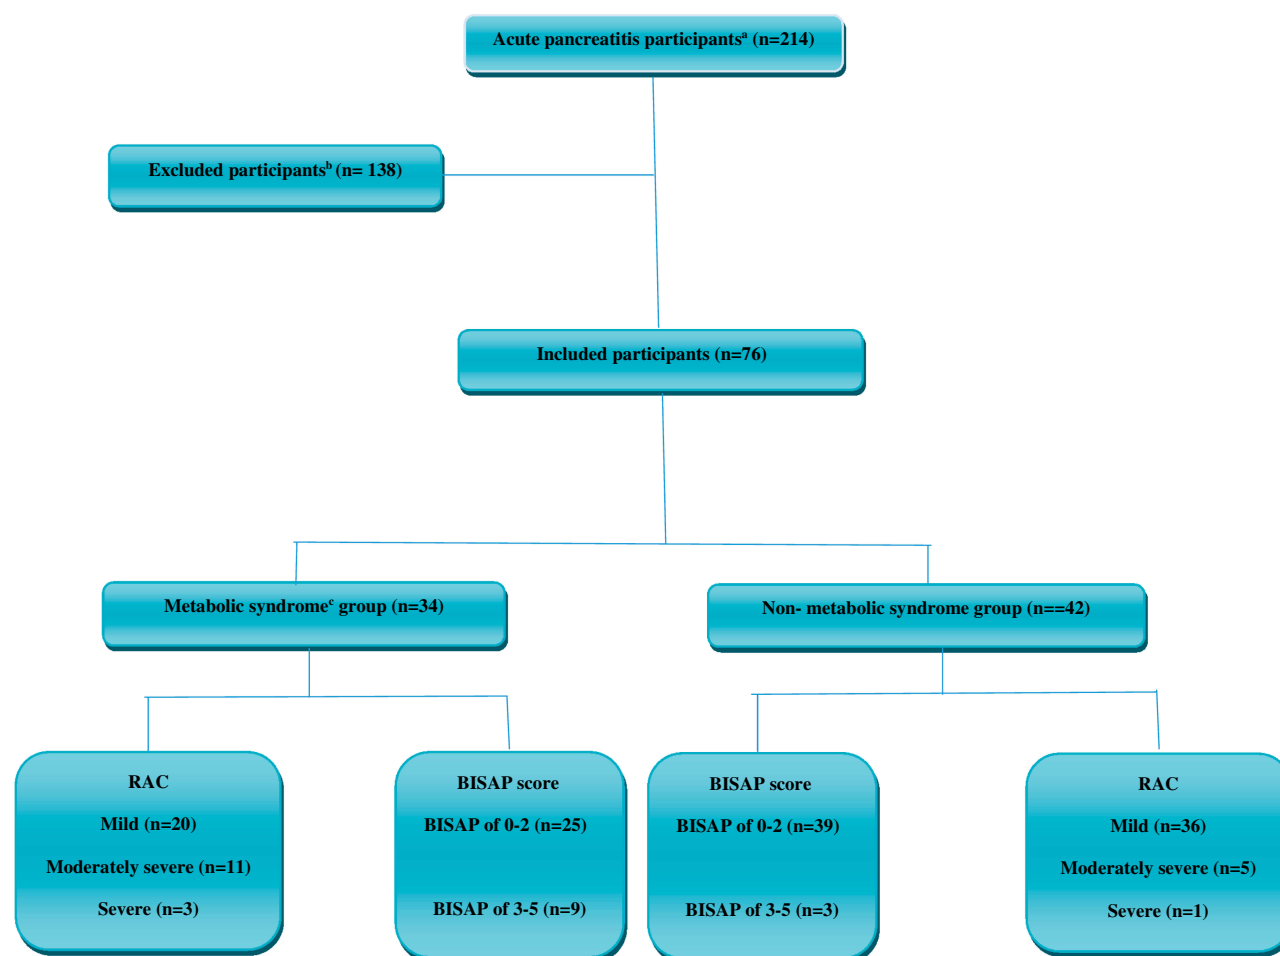 Acute pancreatitis participantsᵃ (n=214)
Excluded participantsᵇ (n= 138)
Included participants (n=76)
Metabolic syndromeᶜ group (n=34)
Non- metabolic syndrome group (n==42)
RAC
Mild (n=20)
Moderately severe (n=11)
Severe (n=3)
BISAP score
BISAP of 0-2 (n=25)
BISAP of 3-5 (n=9)
BISAP score
BISAP of 0-2 (n=39)
BISAP of 3-5 (n=3)
RAC
Mild (n=36)
Moderately severe (n=5)
Severe (n=1)